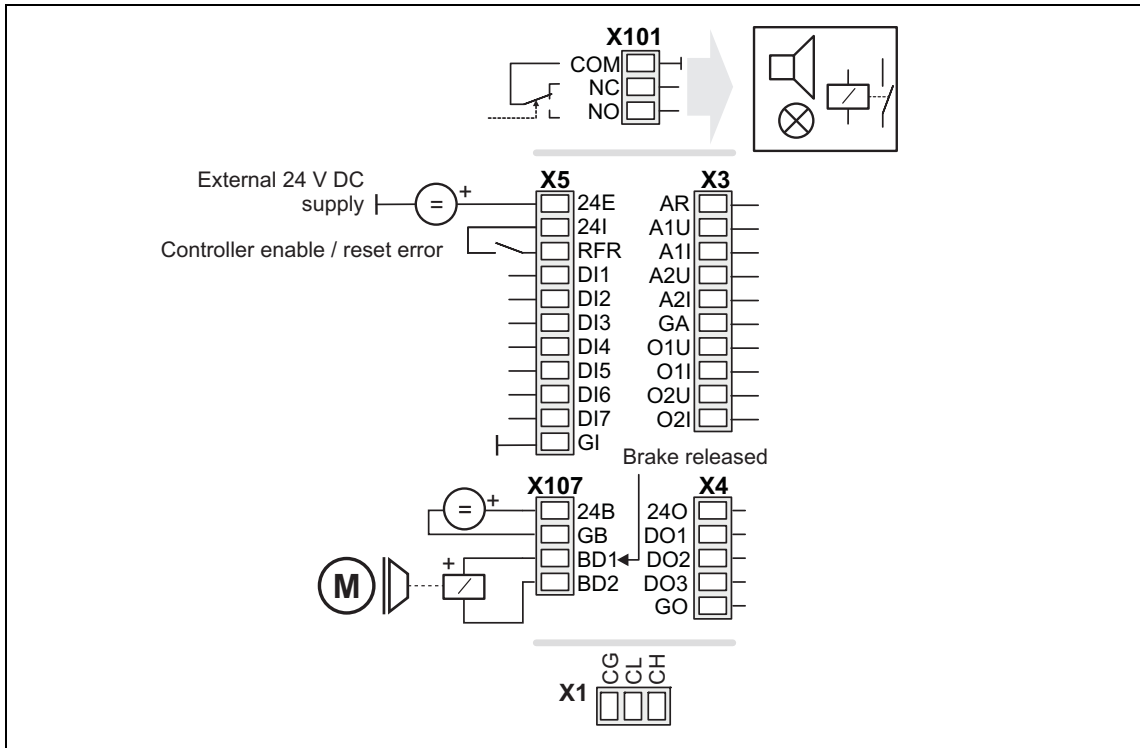 X101
COM
NC
NO
External 24 V DC
supply
=
+
Controller enable / reset error
X5
24E
24I
RFR
DI1
DI2
DI3
DI4
DI5
DI6
DI7
GI
X3
AR
A1U
A1I
A2U
A2I
GA
O1U
O1I
O2U
O2I
Brake released
X107
=
+
24B
GB
BD1
BD2
+
M
X4
24O
DO1
DO2
DO3
GO
X1
CG
CL
CH